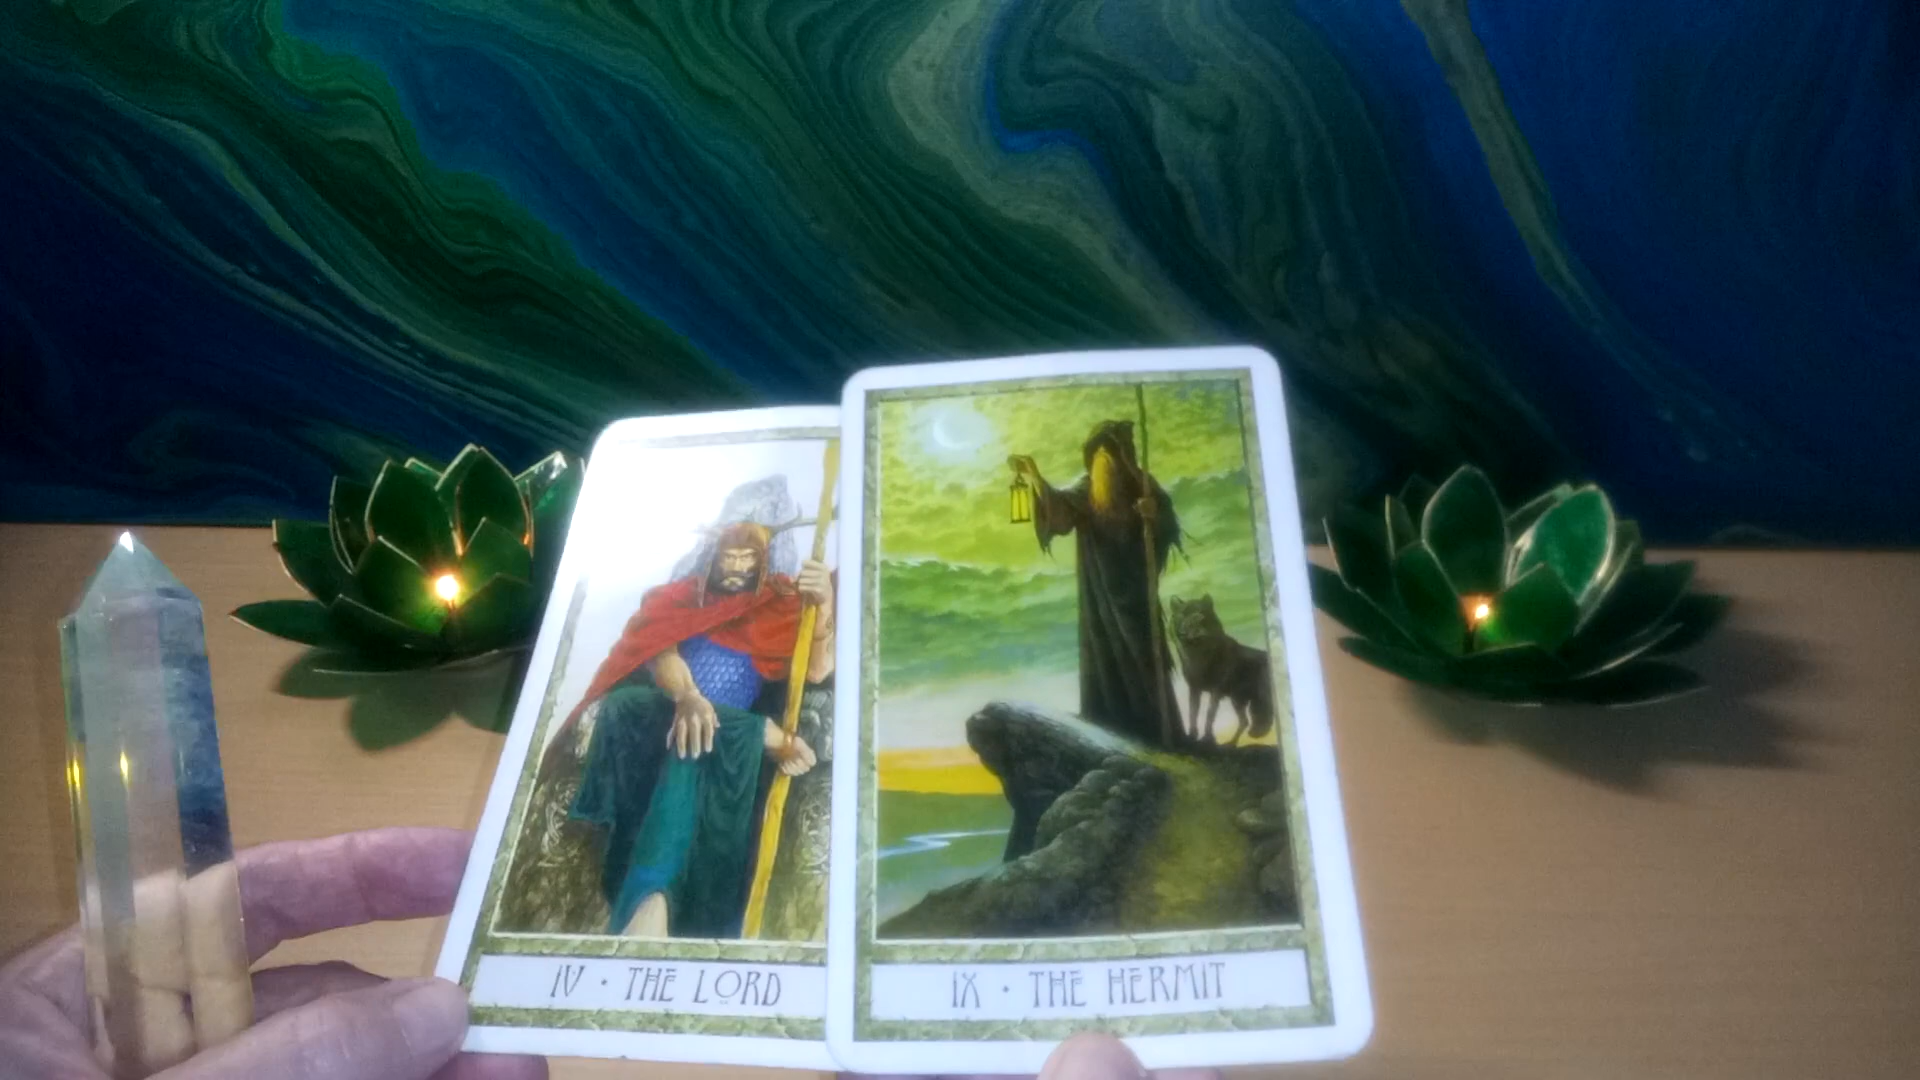 IV · THE LORD
IX · THE HERMIT